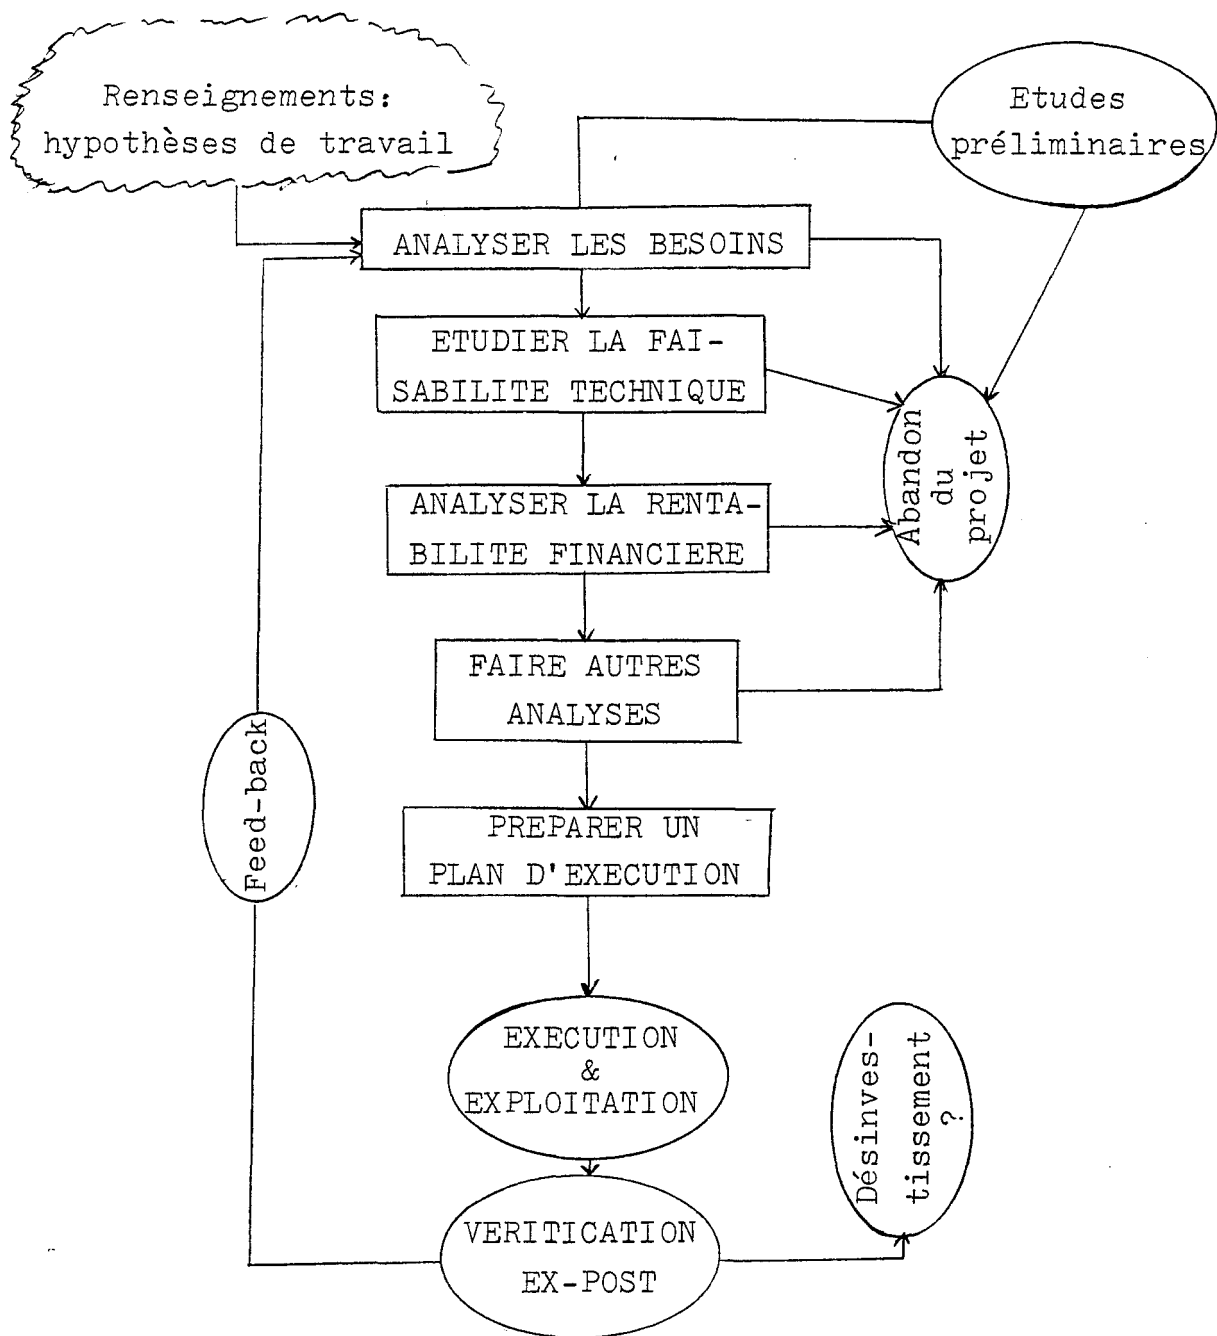 Renseignements:
hypothèses de travail
Etudes
préliminaires
ANALYSER LES BESOINS
ETUDIER LA FAI-
SABILITE TECHNIQUE
ANALYSER LA RENTA-
BILITE FINANCIERE
Abandon
du
projet
FAIRE AUTRES
ANALYSES
Feed-back
PREPARER UN
PLAN D'EXECUTION
EXECUTION
&
EXPLOITATION
Désinves-
tissement
?
VERITICATION
EX-POST